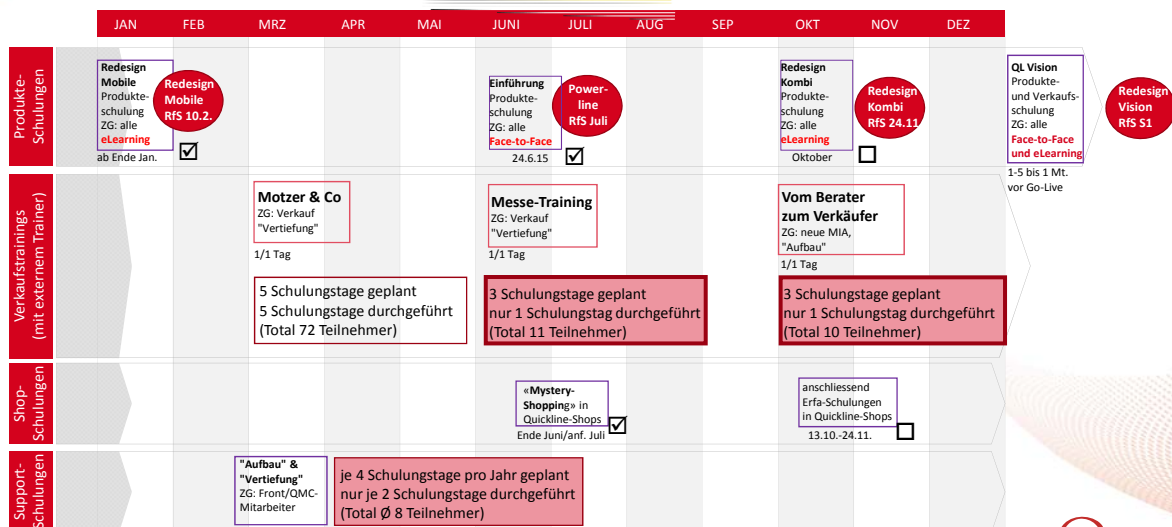 JAN FEB MRZ APR MAI JUNI JULI AUG SEP OKT NOV DEZ
Produkte-
Schulungen
Redesign
Mobile
Produkte-
schulung
ZG: alle
eLearning
ab Ende Jan.
Redesign
Mobile
RfS 10.2.
Einführung
Produkte-
schulung
ZG: alle
Face-to-Face
24.6.15
Power-
line
RfS Juli
Redesign
Kombi
Produkte-
schulung
ZG: alle
eLearning
Oktober
Redesign
Kombi
RfS 24.11
QL Vision
Produkte-
und Verkaufs-
schulung
ZG: alle
Face-to-Face
und eLearning
1-5 bis 1 Mt.
vor Go-Live
Redesign
Vision
RfS S1
Verkaufstrainings
(mit externem Trainer)
Motzer & Co
ZG: Verkauf
"Vertiefung"
1/1 Tag
5 Schulungstage geplant
5 Schulungstage durchgeführt
(Total 72 Teilnehmer)
Messe-Training
ZG: Verkauf
"Vertiefung"
1/1 Tag
3 Schulungstage geplant
nur 1 Schulungstag durchgeführt
(Total 11 Teilnehmer)
Vom Berater
zum Verkäufer
ZG: neue MIA,
"Aufbau"
1/1 Tag
3 Schulungstage geplant
nur 1 Schulungstag durchgeführt
(Total 10 Teilnehmer)
Shop-
Schulungen
«Mystery-
Shopping» in
Quickline-Shops
Ende Juni/anf. Juli
anschliessend
Erfa-Schulungen
in Quickline-Shops
13.10.-24.11.
Support-
Schulungen
"Aufbau" &
"Vertiefung"
ZG: Front/QMC-
Mitarbeiter
je 4 Schulungstage pro Jahr geplant
nur je 2 Schulungstage durchgeführt
(Total Ø 8 Teilnehmer)